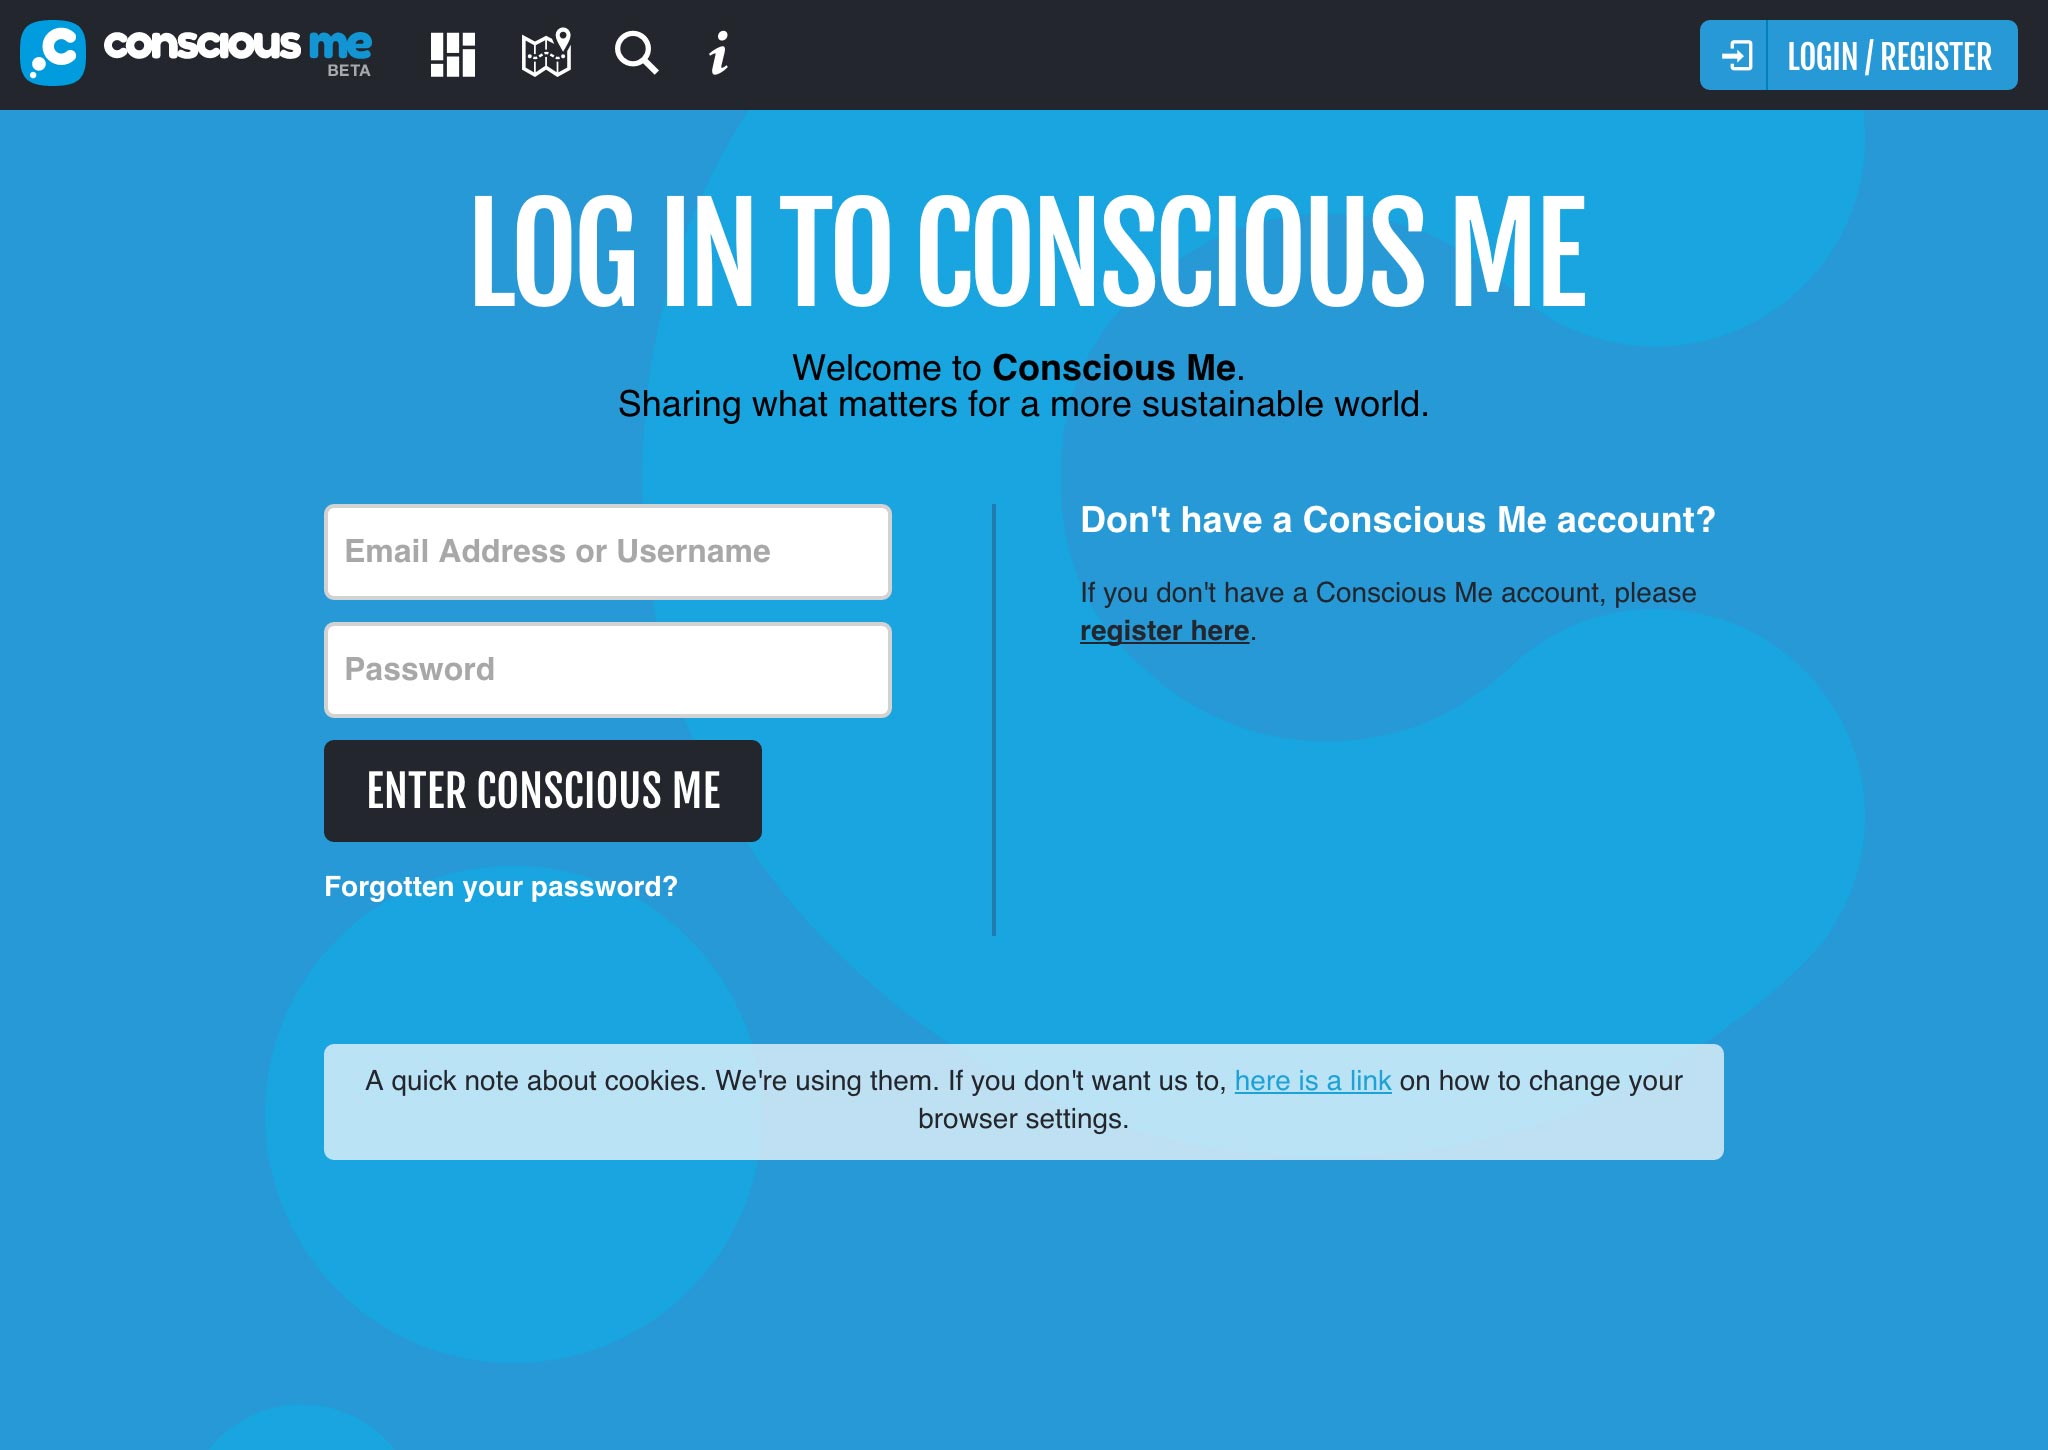 conscious me
BETA
LOGIN / REGISTER
LOG IN TO CONSCIOUS ME
Welcome to Conscious Me.
Sharing what matters for a more sustainable world.
Email Address or Username
Password
ENTER CONSCIOUS ME
Forgotten your password?
Don't have a Conscious Me account?
If you don't have a Conscious Me account, please
register here.
A quick note about cookies. We're using them. If you don't want us to, here is a link on how to change your
browser settings.